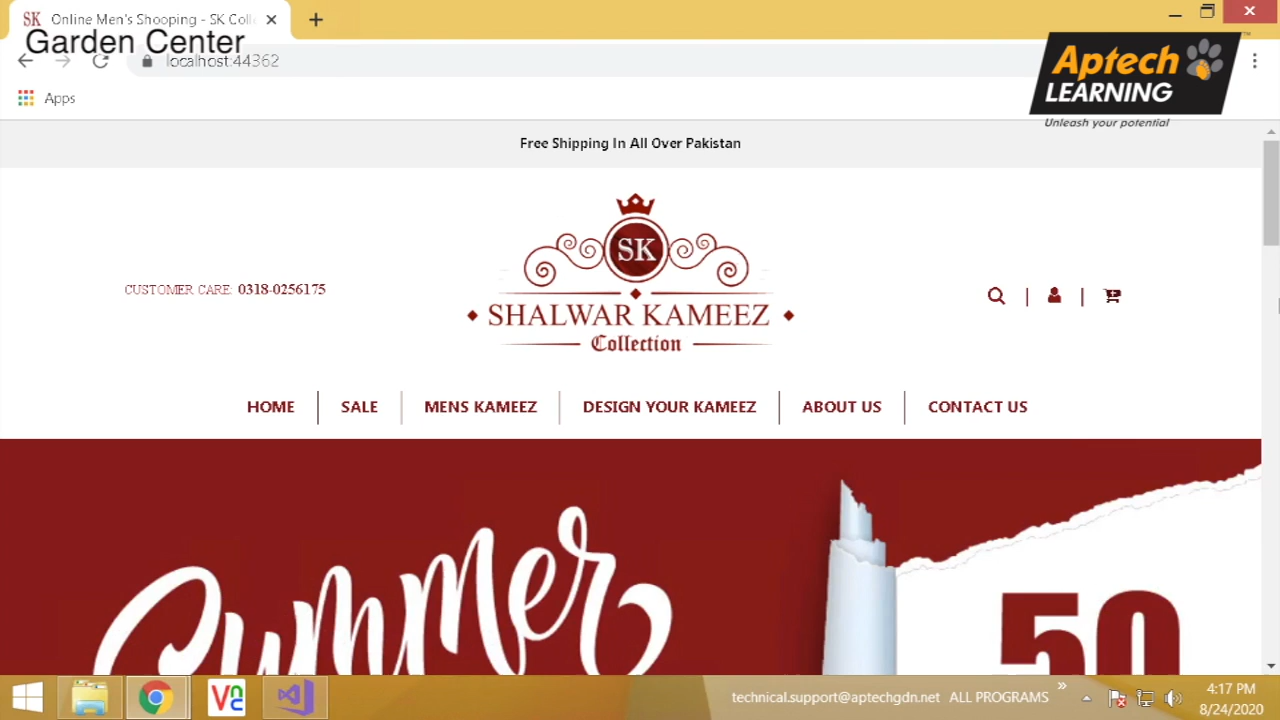 SK Online Men's Shooping - SK Coll
Garden Center
localhost:44362
Apps
Aptech
LEARNING
™
Unleash your potential
Free Shipping In All Over Pakistan
SK
SHALWAR KAMEEZ
Collection
CUSTOMER CARE: 0318-0256175
HOME
SALE
MENS KAMEEZ
DESIGN YOUR KAMEEZ
ABOUT US
CONTACT US
Summer
50
technical.support@aptechgdn.net ALL PROGRAMS
4:17 PM
8/24/2020